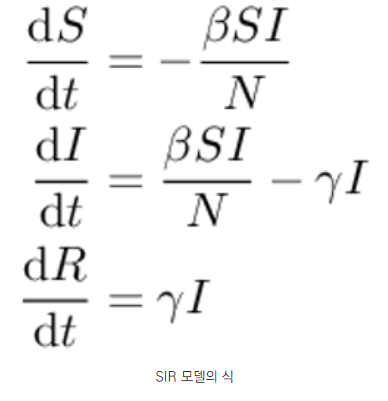 dS/dt = − βSI/N
dI/dt = βSI/N − γI
dR/dt = γI
SIR 모델의 식